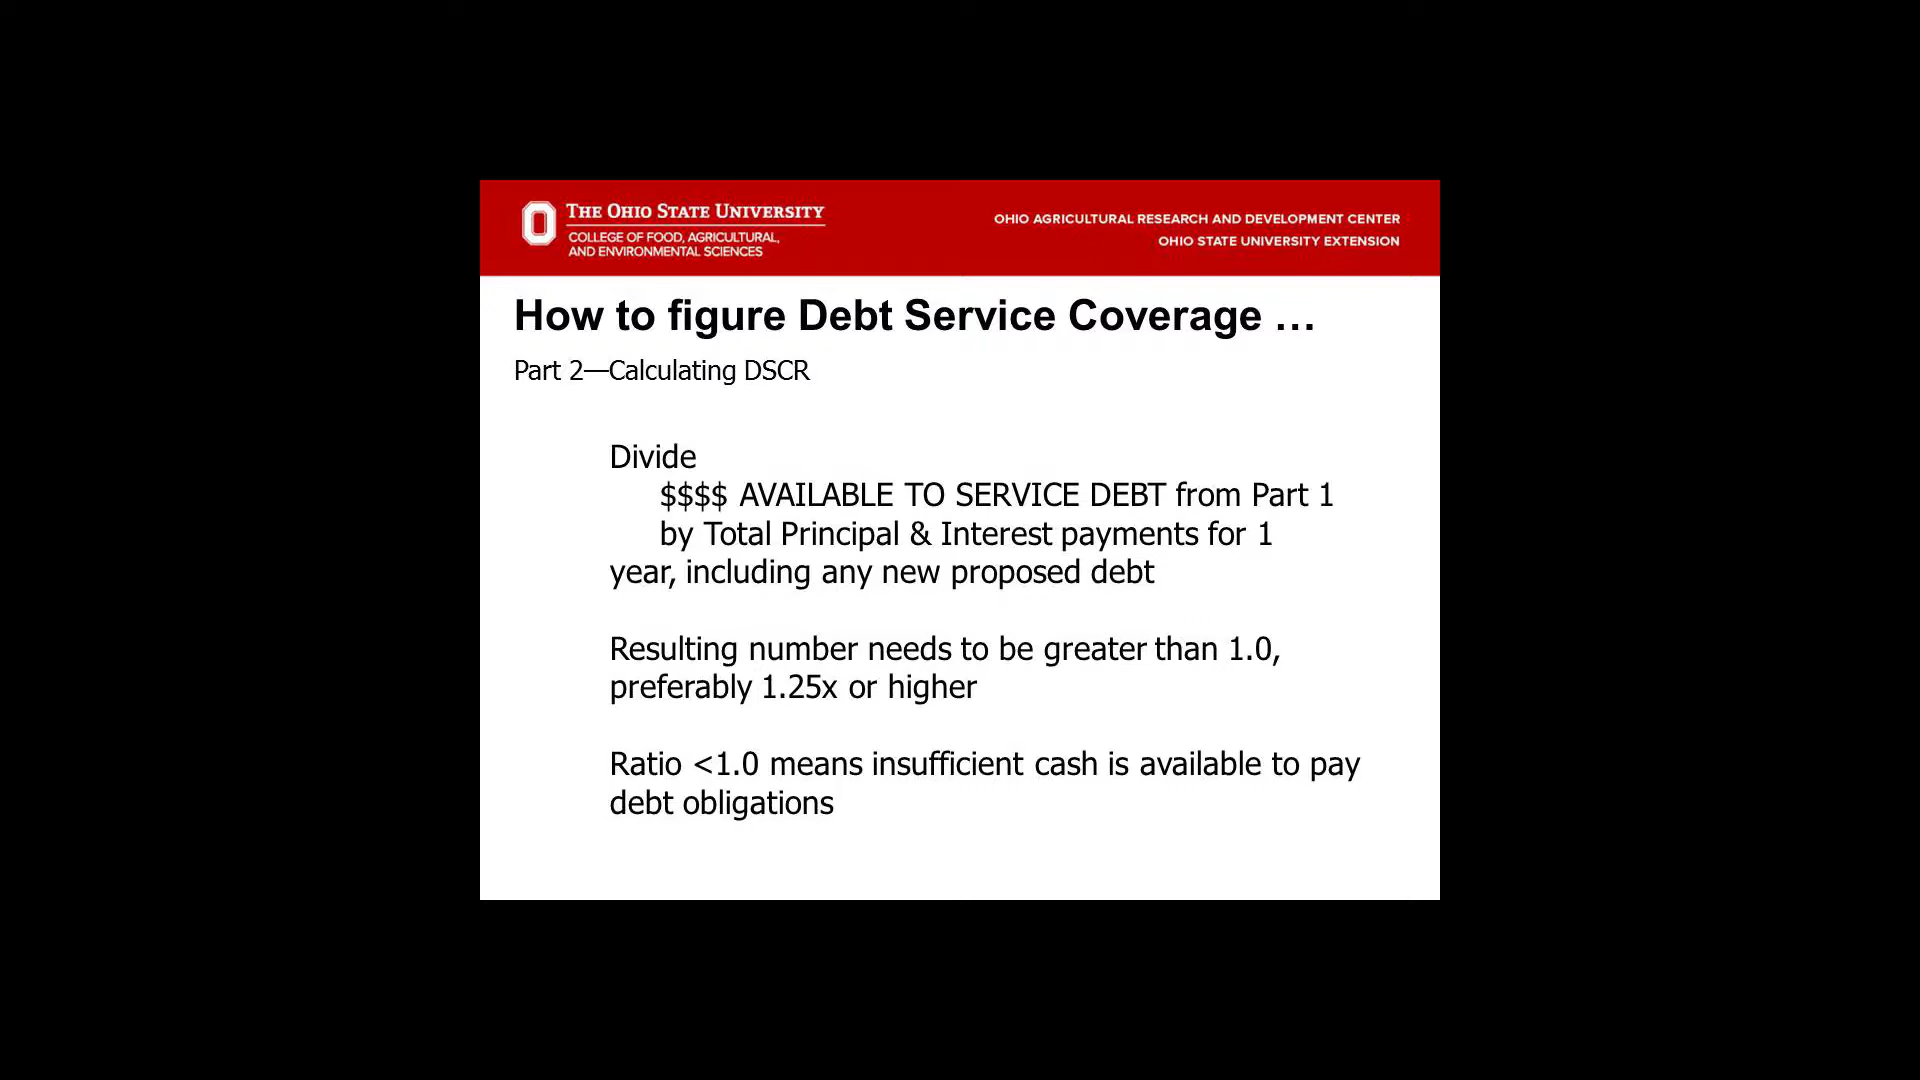 THE OHIO STATE UNIVERSITY
COLLEGE OF FOOD, AGRICULTURAL,
AND ENVIRONMENTAL SCIENCES
OHIO AGRICULTURAL RESEARCH AND DEVELOPMENT CENTER
OHIO STATE UNIVERSITY EXTENSION
How to figure Debt Service Coverage …
Part 2—Calculating DSCR
Divide
$$$$ AVAILABLE TO SERVICE DEBT from Part 1
by Total Principal & Interest payments for 1
year, including any new proposed debt
Resulting number needs to be greater than 1.0,
preferably 1.25x or higher
Ratio <1.0 means insufficient cash is available to pay
debt obligations